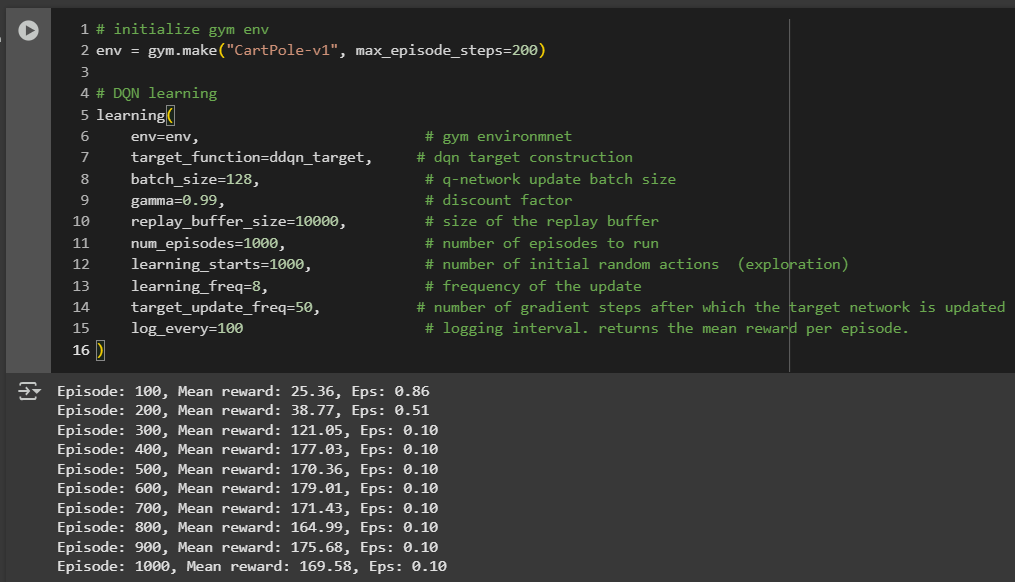 1 # initialize gym env
2 env = gym.make("CartPole-v1", max_episode_steps=200)
3
4 # DQN learning
5 learning(
6     env=env,                          # gym environmnet
7     target_function=ddqn_target,     # dqn target construction
8     batch_size=128,                   # q-network update batch size
9     gamma=0.99,                       # discount factor
10     replay_buffer_size=10000,         # size of the replay buffer
11     num_episodes=1000,                # number of episodes to run
12     learning_starts=1000,             # number of initial random actions  (exploration)
13     learning_freq=8,                  # frequency of the update
14     target_update_freq=50,           # number of gradient steps after which the target network is updated
15     log_every=100                     # logging interval. returns the mean reward per episode.
16 )
Episode: 100, Mean reward: 25.36, Eps: 0.86
Episode: 200, Mean reward: 38.77, Eps: 0.51
Episode: 300, Mean reward: 121.05, Eps: 0.10
Episode: 400, Mean reward: 177.03, Eps: 0.10
Episode: 500, Mean reward: 170.36, Eps: 0.10
Episode: 600, Mean reward: 179.01, Eps: 0.10
Episode: 700, Mean reward: 171.43, Eps: 0.10
Episode: 800, Mean reward: 164.99, Eps: 0.10
Episode: 900, Mean reward: 175.68, Eps: 0.10
Episode: 1000, Mean reward: 169.58, Eps: 0.10